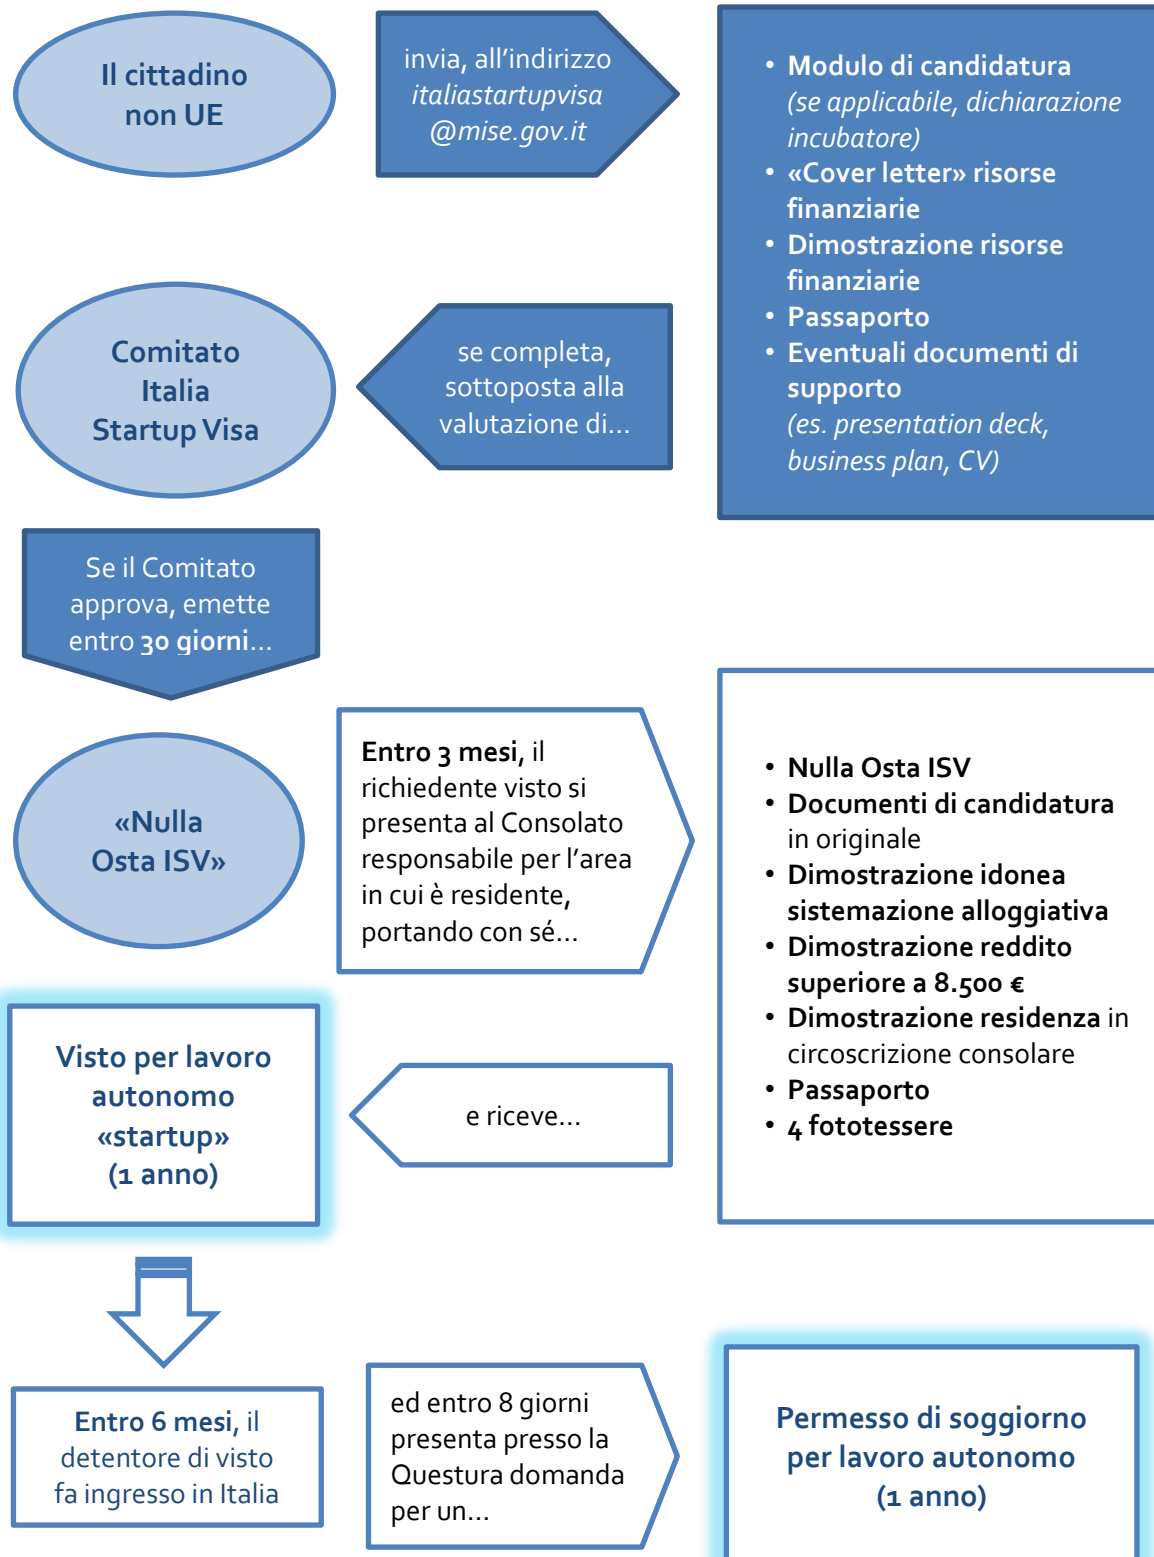 Il cittadino
non UE
invia, all'indirizzo
italiastartupvisa
@mise.gov.it
• Modulo di candidatura
(se applicabile, dichiarazione
incubatore)
• «Cover letter» risorse
finanziarie
• Dimostrazione risorse
finanziarie
• Passaporto
• Eventuali documenti di
supporto
(es. presentation deck,
business plan, CV)
se completa,
sottoposta alla
valutazione di...
Comitato
Italia
Startup Visa
Se il Comitato
approva, emette
entro 30 giorni...
«Nulla
Osta ISV»
Entro 3 mesi, il
richiedente visto si
presenta al Consolato
responsabile per l'area
in cui è residente,
portando con sé...
• Nulla Osta ISV
• Documenti di candidatura
in originale
• Dimostrazione idonea
sistemazione alloggiativa
• Dimostrazione reddito
superiore a 8.500 €
• Dimostrazione residenza in
circoscrizione consolare
• Passaporto
• 4 fototessere
e riceve...
Visto per lavoro
autonomo
«startup»
(1 anno)
Entro 6 mesi, il
detentore di visto
fa ingresso in Italia
ed entro 8 giorni
presenta presso la
Questura domanda
per un...
Permesso di soggiorno
per lavoro autonomo
(1 anno)